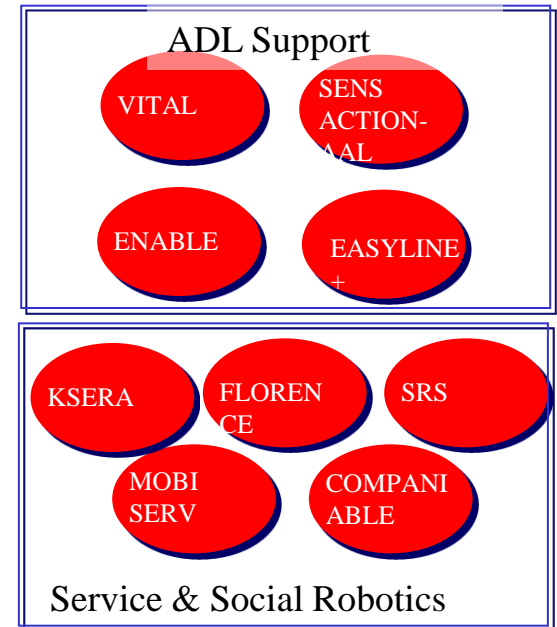 ADL Support
VITAL
SENS
ACTION-
AAL
ENABLE
EASYLINE
+
KSERA
FLOREN
CE
SRS
MOBI
SERV
COMPANI
ABLE
Service & Social Robotics